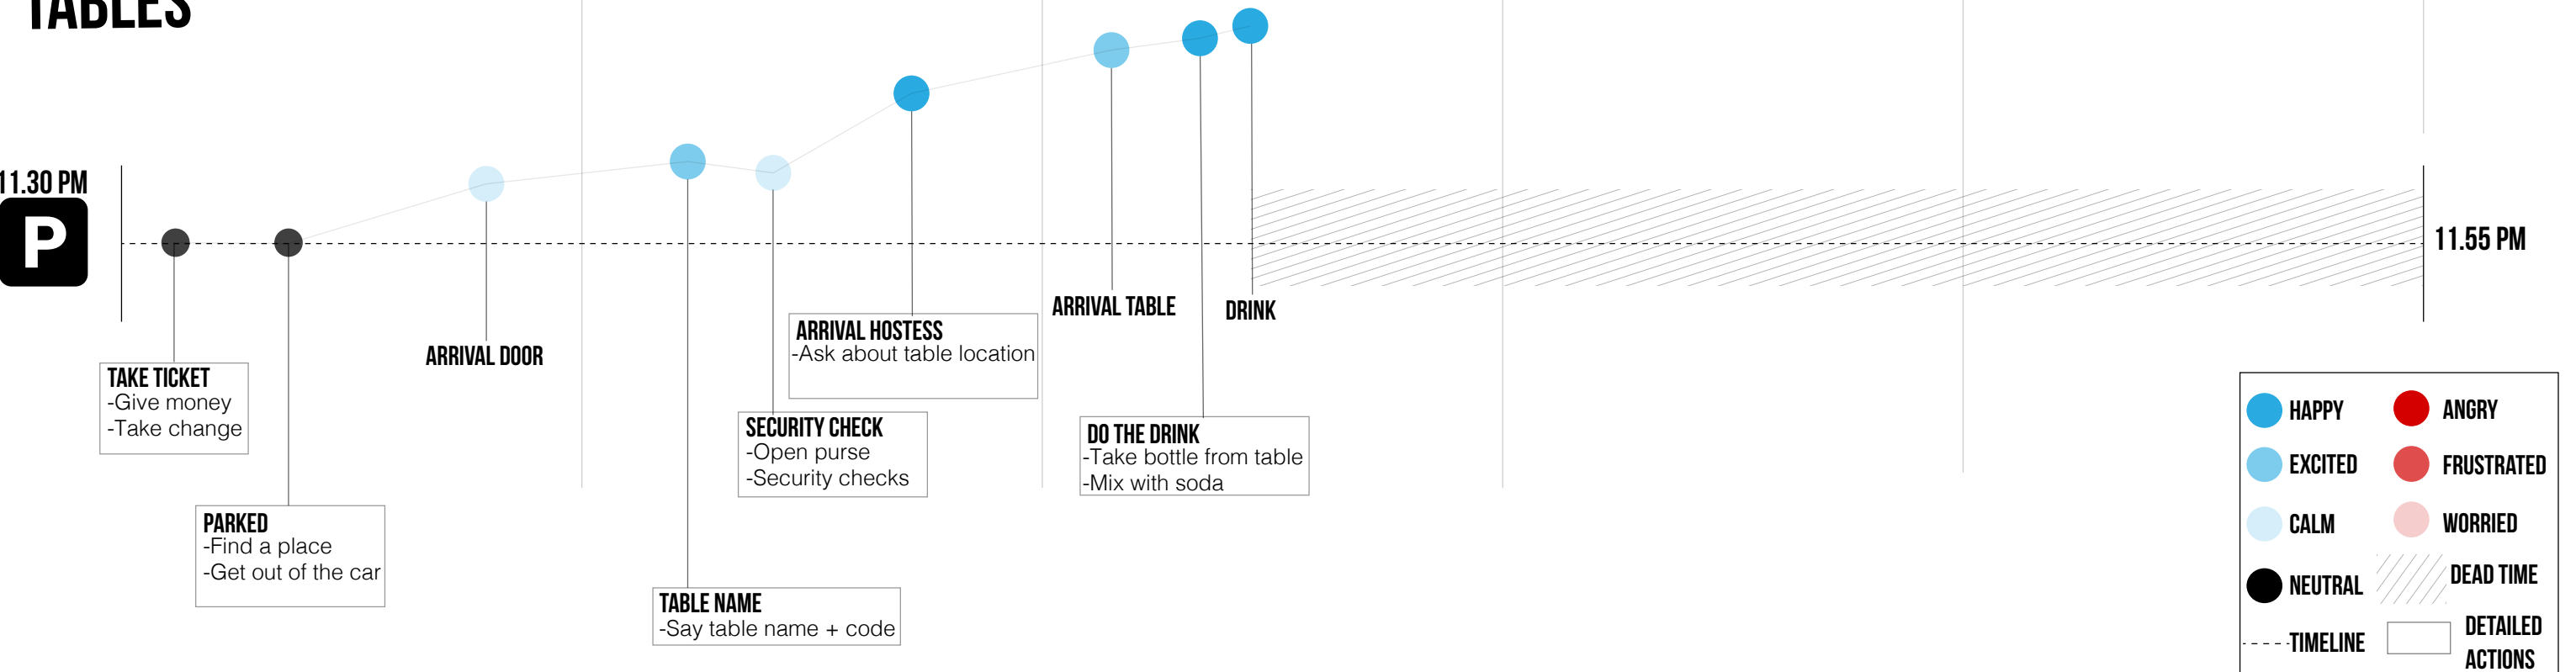 TABLES
11.30 PM
P
11.55 PM
ARRIVAL DOOR
ARRIVAL TABLE
DRINK
ARRIVAL HOSTESS
-Ask about table location
TAKE TICKET
-Give money
-Take change
SECURITY CHECK
-Open purse
-Security checks
DO THE DRINK
-Take bottle from table
-Mix with soda
PARKED
-Find a place
-Get out of the car
TABLE NAME
-Say table name + code
HAPPY
ANGRY
EXCITED
FRUSTRATED
CALM
WORRIED
NEUTRAL
DEAD TIME
TIMELINE
DETAILED
ACTIONS